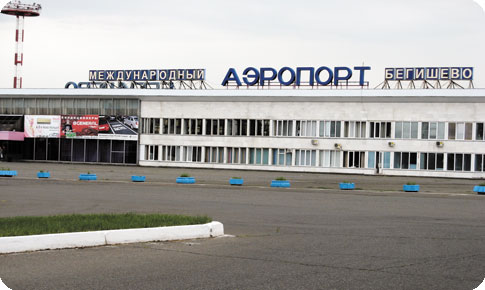 МЕЖДУНАРОДНЫЙ АЭРОПОРТ БЕГИШЕВО